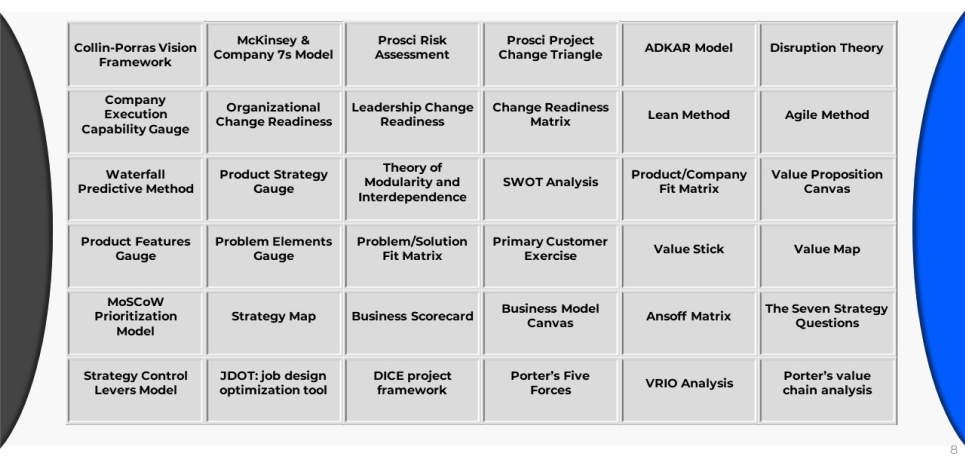 Collin-Porras Vision
Framework
McKinsey &
Company 7s Model
Prosci Risk
Assessment
Prosci Project
Change Triangle
ADKAR Model
Disruption Theory
Company
Execution
Capability Gauge
Organizational
Change Readiness
Leadership Change
Readiness
Change Readiness
Matrix
Lean Method
Agile Method
Waterfall
Predictive Method
Product Strategy
Gauge
Theory of
Modularity and
Interdependence
SWOT Analysis
Product/Company
Fit Matrix
Value Proposition
Canvas
Product Features
Gauge
Problem Elements
Gauge
Problem/Solution
Fit Matrix
Primary Customer
Exercise
Value Stick
Value Map
MoSCoW
Prioritization
Model
Strategy Map
Business Scorecard
Business Model
Canvas
Ansoff Matrix
The Seven Strategy
Questions
Strategy Control
Levers Model
JDOT: job design
optimization tool
DICE project
framework
Porter's Five
Forces
VRIO Analysis
Porter's value
chain analysis
8